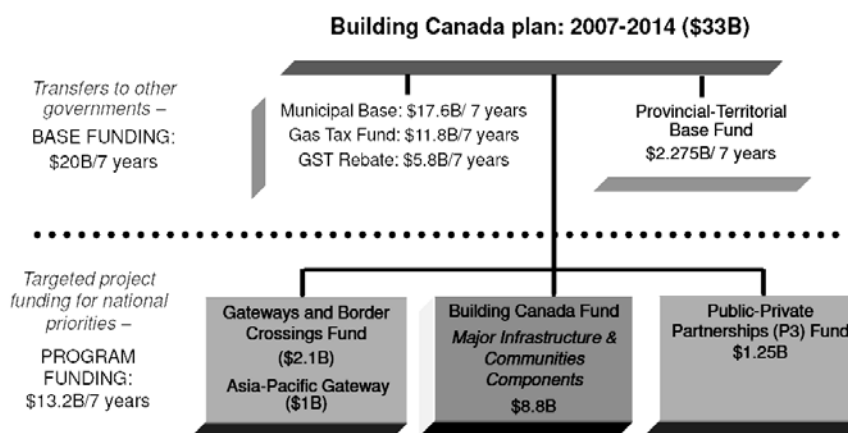 Building Canada plan: 2007-2014 ($33B)
Transfers to other
governments –
BASE FUNDING:
$20B/7 years
Municipal Base: $17.6B/ 7 years
Gas Tax Fund: $11.8B/7 years
GST Rebate: $5.8B/7 years
Provincial-Territorial
Base Fund
$2.275B/ 7 years
Targeted project
funding for national
priorities –
PROGRAM
FUNDING:
$13.2B/7 years
Gateways and Border
Crossings Fund
($2.1B)
Asia-Pacific Gateway
($1B)
Building Canada Fund
Major Infrastructure &
Communities
Components
$8.8B
Public-Private
Partnerships (P3) Fund
$1.25B